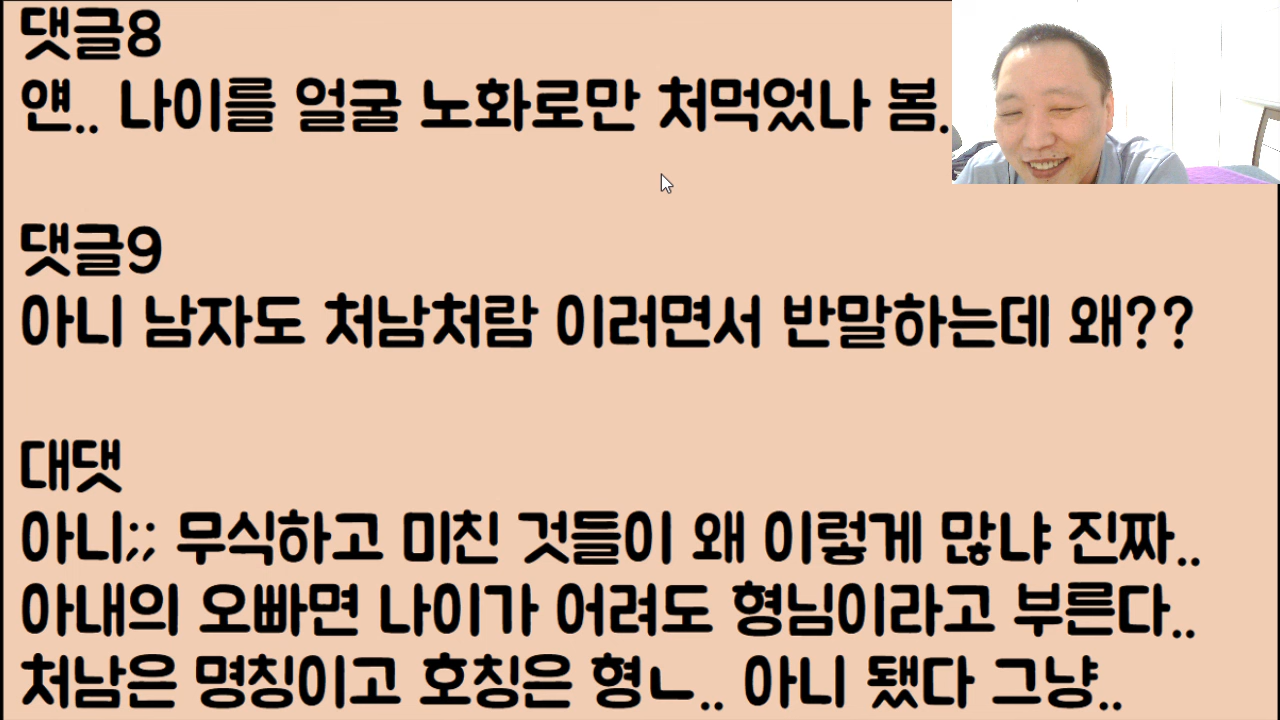 댓글8
얜.. 나이를 얼굴 노화로만 처먹었나 봄.
댓글9
아니 남자도 처남처람 이러면서 반말하는데 왜??
대댓
아니;; 무식하고 미친 것들이 왜 이렇게 많냐 진짜..
아내의 오빠면 나이가 어려도 형님이라고 부른다..
처남은 명칭이고 호칭은 형ㄴ.. 아니 됐다 그냥..